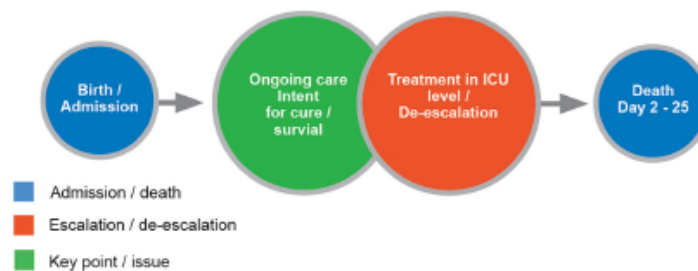 Birth /
Admission
Ongoing care
Intent
for cure /
survial
Treatment in ICU
level /
De-escalation
Death
Day 2 - 25
Admission / death
Escalation / de-escalation
Key point / issue